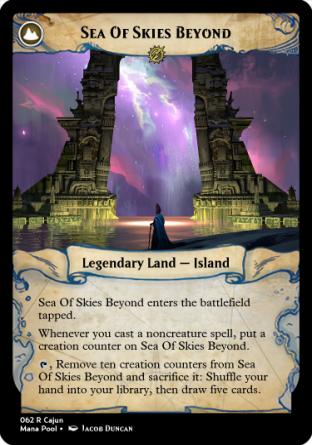 Sea Of Skies Beyond
Legendary Land — Island
Sea Of Skies Beyond enters the battlefield
tapped.
Whenever you cast a noncreature spell, put a
creation counter on Sea Of Skies Beyond.
, Remove ten creation counters from Sea
Of Skies Beyond and sacrifice it: Shuffle your
hand into your library, then draw five cards.
062 R Cajun
Mana Pool • Jacob Duncan